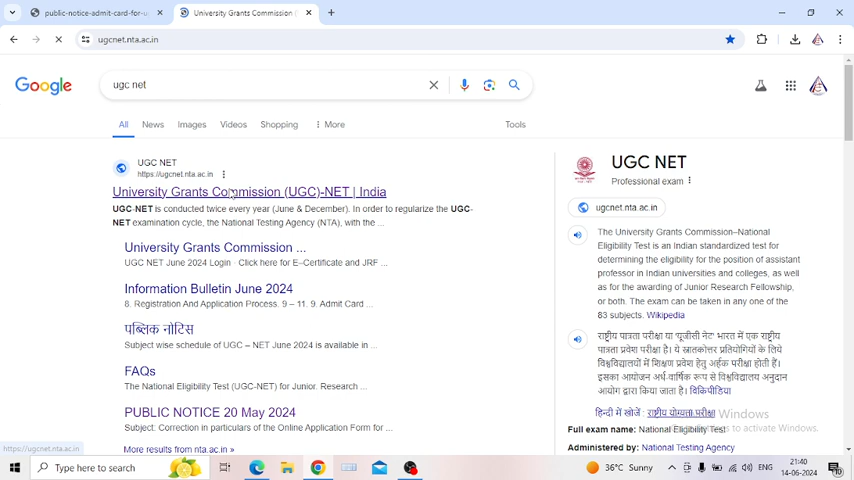 public-notice-admit-card-for-u
University Grants Commission (
ugcnet.nta.ac.in
Google
ugc net
All
News
Images
Videos
Shopping
More
Tools
UGC NET
https://ugcnet.nta.ac.in
University Grants Commission (UGC)-NET | India
UGC-NET is conducted twice every year (June & December). In order to regularize the UGC-
NET examination cycle, the National Testing Agency (NTA), with the ...
University Grants Commission ...
UGC NET June 2024 Login · Click here for E–Certificate and JRF ...
Information Bulletin June 2024
8. Registration And Application Process. 9 – 11. 9. Admit Card ...
पब्लिक नोटिस
Subject wise schedule of UGC – NET June 2024 is available in ...
FAQs
The National Eligibility Test (UGC-NET) for Junior. Research ...
PUBLIC NOTICE 20 May 2024
Subject: Correction in particulars of the Online Application Form for ...
More results from nta.ac.in »
UGC NET
Professional exam
ugcnet.nta.ac.in
The University Grants Commission–National
Eligibility Test is an Indian standardized test for
determining the eligibility for the position of assistant
professor in Indian universities and colleges, as well
as for the awarding of Junior Research Fellowship,
or both. The exam can be taken in any one of the
83 subjects. Wikipedia
राष्ट्रीय पात्रता परीक्षा या 'यूजीसी नेट' भारत में एक राष्ट्रीय
पात्रता प्रवेश परीक्षा है। ये स्नातकोत्तर प्रतियोगियों के लिये
विश्वविद्यालयों में शिक्षण प्रवेश हेतु अर्हक परीक्षा होती हैं।
इसका आयोजन अर्ध-वार्षिक रूप से विश्वविद्यालय अनुदान
आयोग द्वारा किया जाता है। विकिपीडिया
हिन्दी में खोजें : राष्ट्रीय योग्यता परीक्षा
Windows
to activate Windows.
Full exam name: National Eligibility Test
Administered by: National Testing Agency
https://ugcnet.nta.ac.in
Type here to search
36°C Sunny
ENG
21:40
14-06-2024